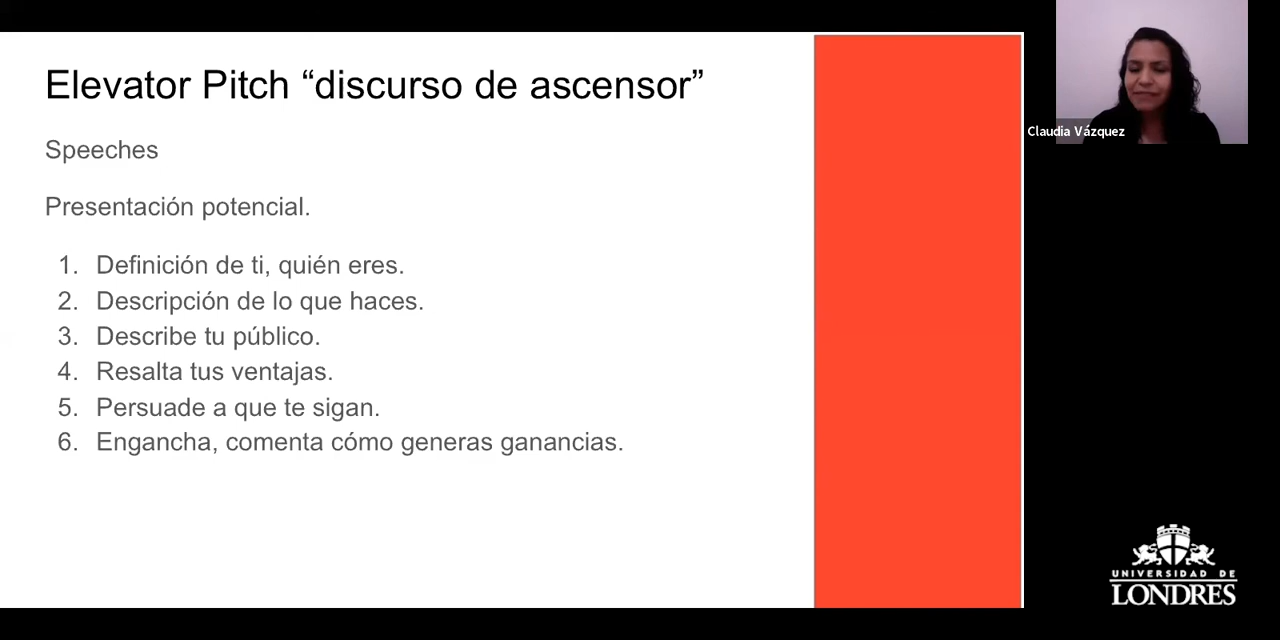 Elevator Pitch “discurso de ascensor”
Speeches
Presentación potencial.
1. Definición de ti, quién eres.
2. Descripción de lo que haces.
3. Describe tu público.
4. Resalta tus ventajas.
5. Persuade a que te sigan.
6. Engancha, comenta cómo generas ganancias.
Claudia Vázquez
UNIVERSIDAD DE
LONDRES